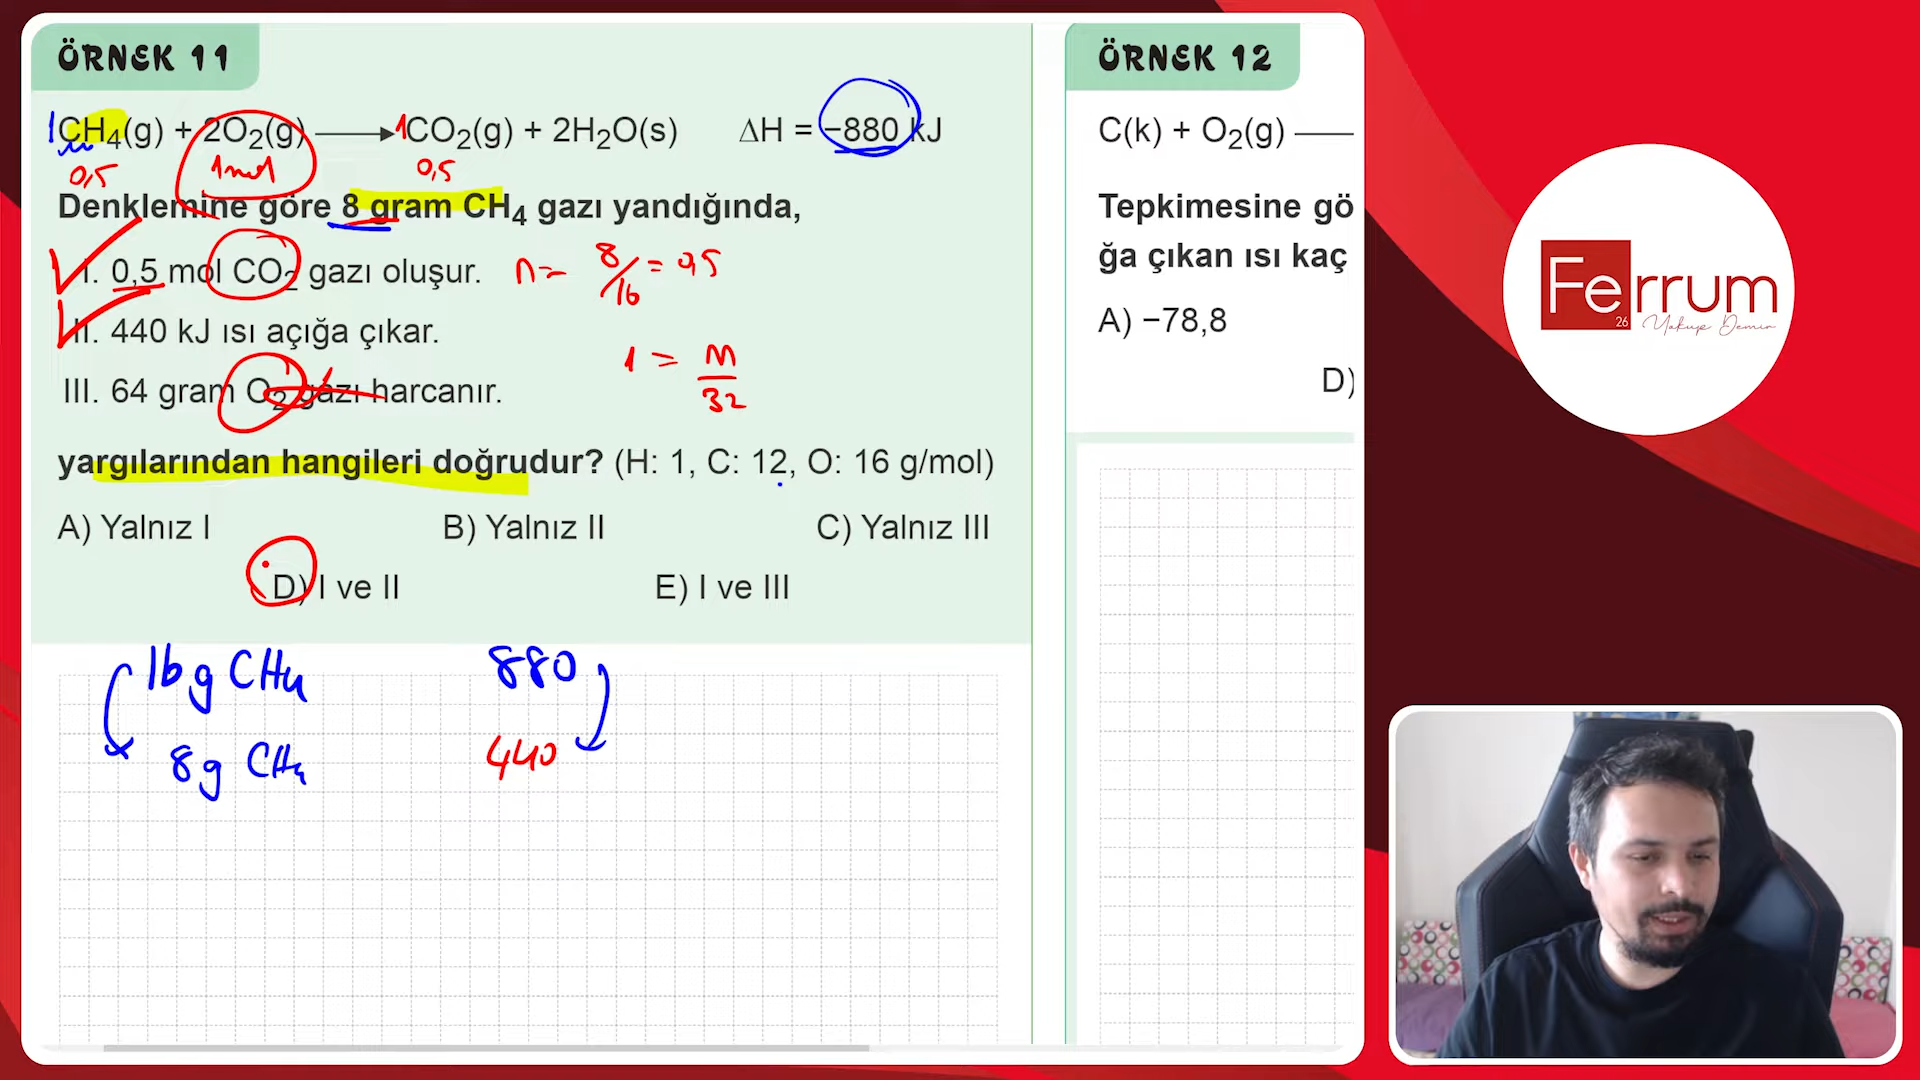 ÖRNEK 11
1CH₄(g) + 2O₂(g) ⟶ 1CO₂(g) + 2H₂O(s) ΔH = −880 kJ
0,5 1mol 0,5
Denklemine göre 8 gram CH₄ gazı yandığında,
I. 0,5 mol CO₂ gazı oluşur. n = 8/16 = 0,5
II. 440 kJ ısı açığa çıkar.
1 = m/32
III. 64 gram O₂ gazı harcanır.
yargılarından hangileri doğrudur? (H: 1, C: 12, O: 16 g/mol)
A) Yalnız I B) Yalnız II C) Yalnız III
D) I ve II E) I ve III
16g CH₄ 880
8g CH₄ 440
ÖRNEK 12
C(k) + O₂(g) —
Tepkimesine gö
ğa çıkan ısı kaç
A) −78,8
D)
Ferrum
26 Yakup Demir